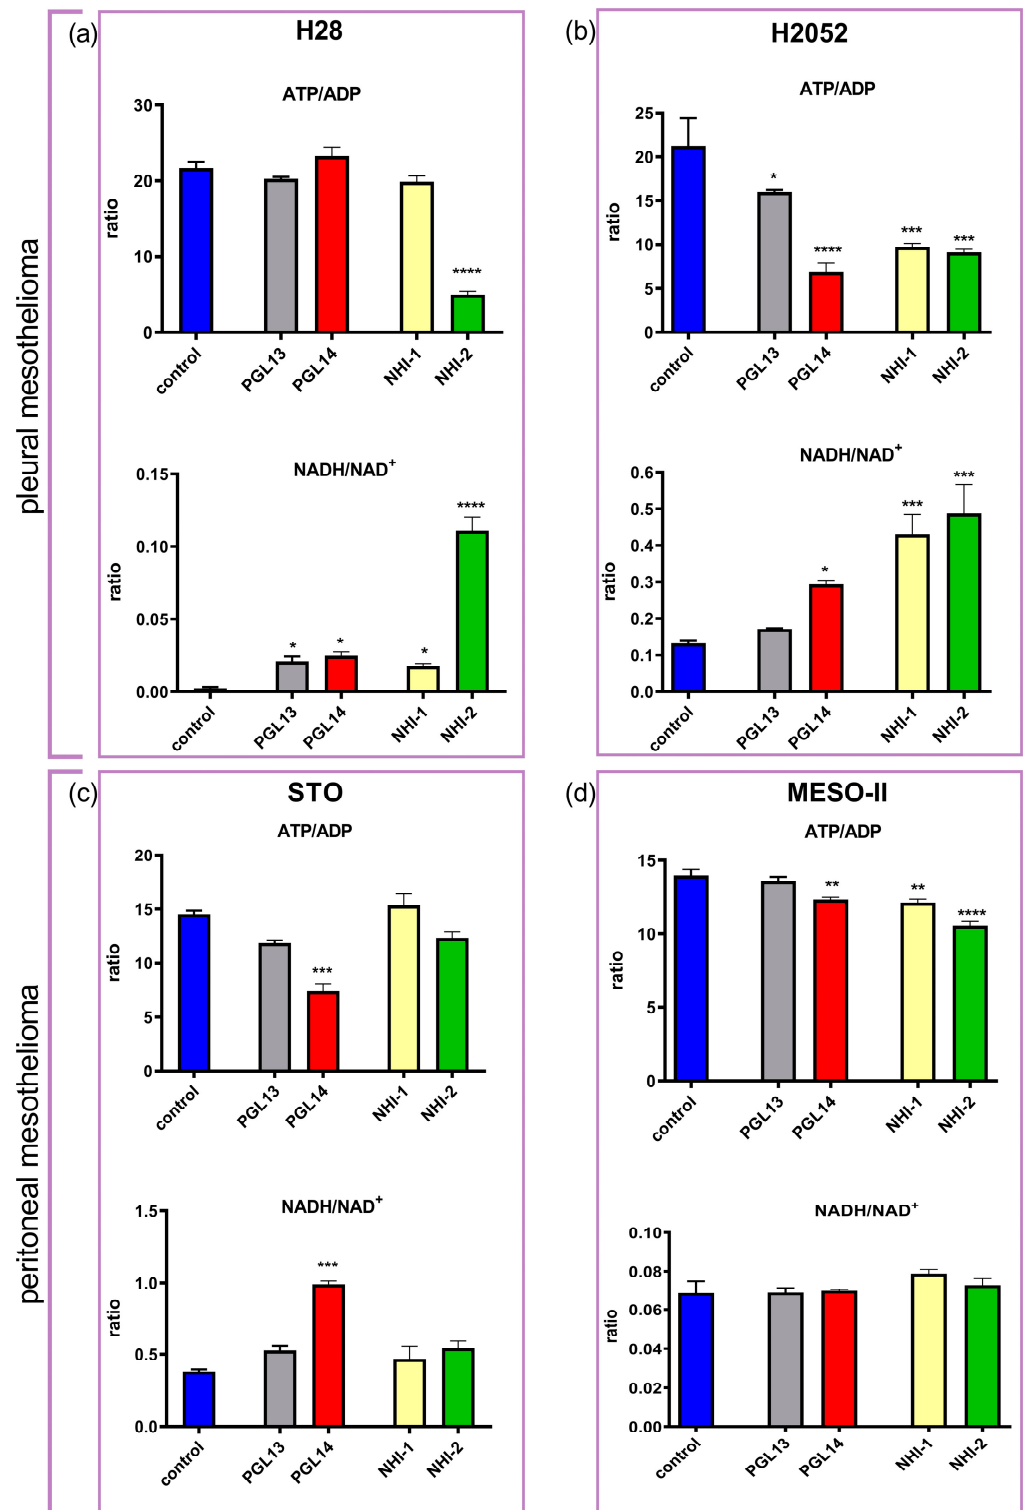 pleural mesothelioma
(a)
H28
ATP/ADP
30
20
10
0
ratio
****
control
PGL13
PGL14
NHI-1
NHI-2
NADH/NAD+
0.15
0.10
0.05
0.00
ratio
*
*
*
****
control
PGL13
PGL14
NHI-1
NHI-2
(b)
H2052
ATP/ADP
25
20
15
10
5
0
ratio
*
****
***
***
control
PGL13
PGL14
NHI-1
NHI-2
NADH/NAD+
0.6
0.5
0.4
0.3
0.2
0.1
0.0
ratio
*
***
***
control
PGL13
PGL14
NHI-1
NHI-2
peritoneal mesothelioma
(c)
STO
ATP/ADP
20
15
10
5
0
ratio
***
control
PGL13
PGL14
NHI-1
NHI-2
NADH/NAD+
1.5
1.0
0.5
0.0
ratio
***
control
PGL13
PGL14
NHI-1
NHI-2
(d)
MESO-II
ATP/ADP
15
10
5
0
ratio
**
**
****
control
PGL13
PGL14
NHI-1
NHI-2
NADH/NAD+
0.10
0.08
0.06
0.04
0.02
0.00
ratio
control
PGL13
PGL14
NHI-1
NHI-2